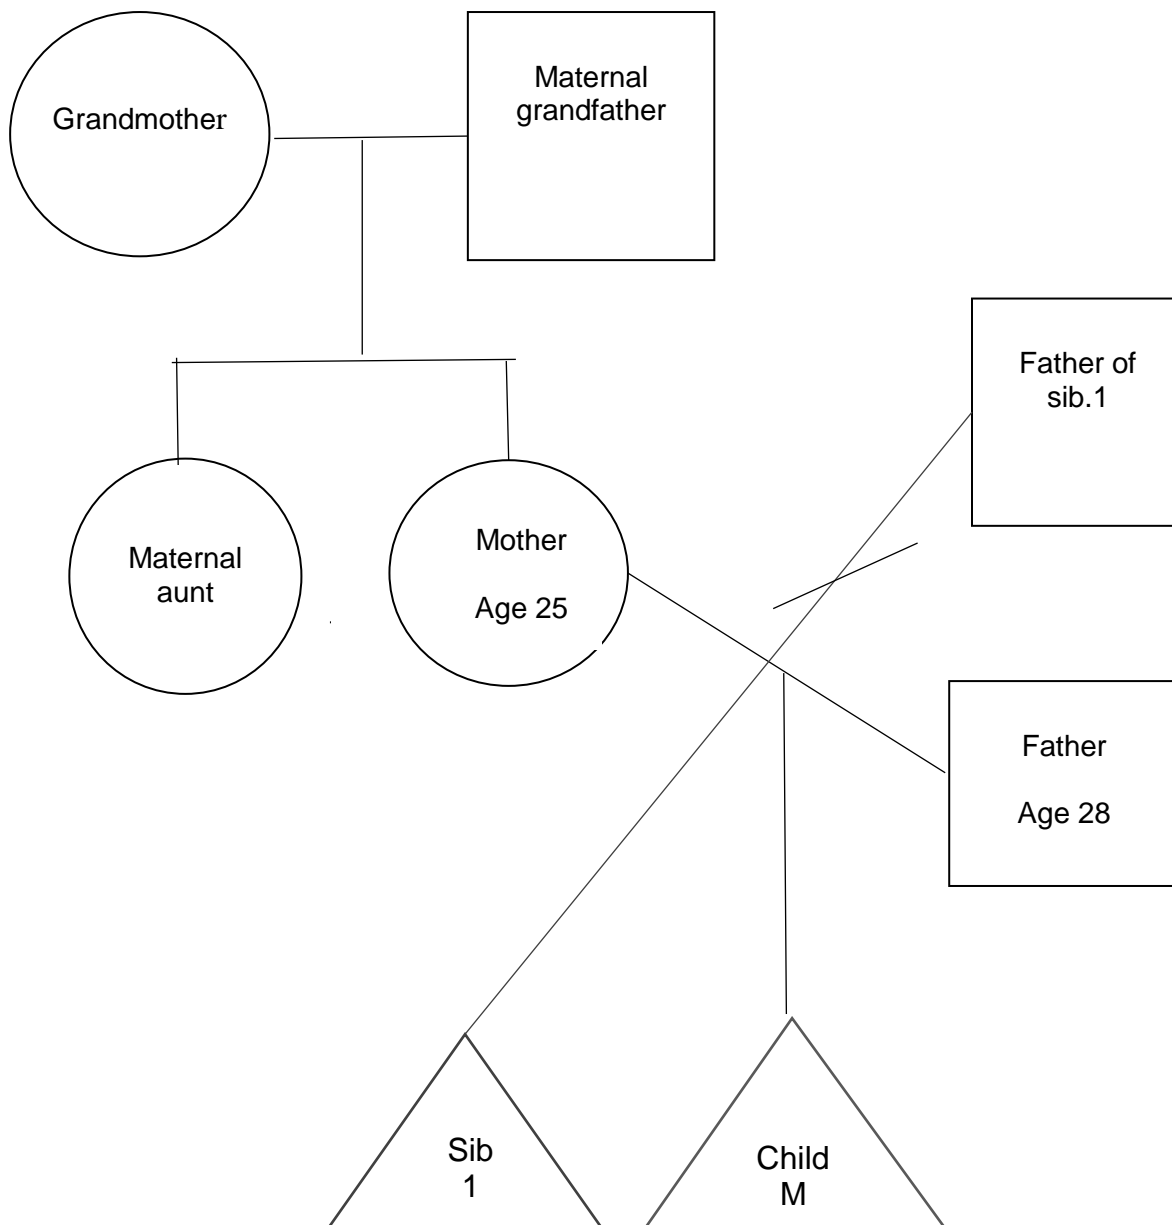 Grandmother
Maternal
grandfather
Father of
sib.1
Maternal
aunt
Mother
Age 25
Father
Age 28
Sib
1
Child
M